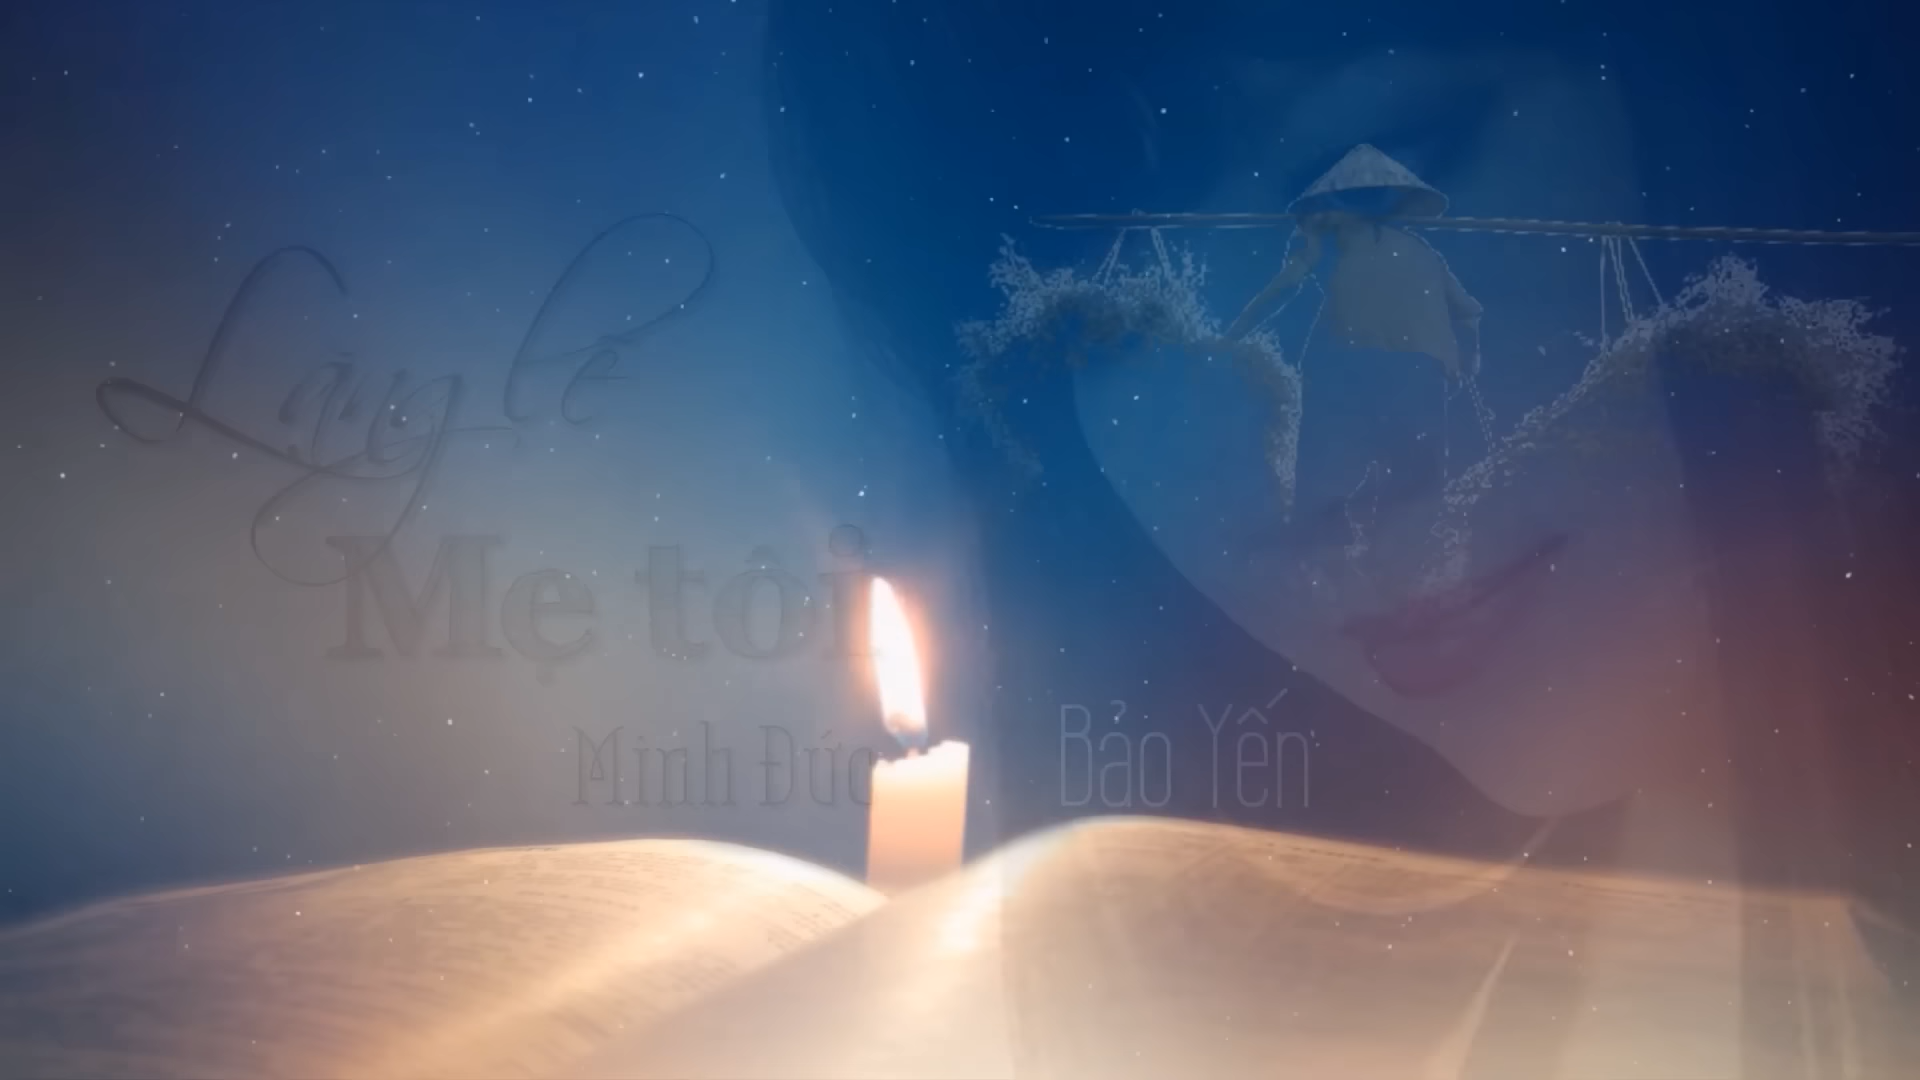 Lặng lẽ
Mẹ tôi
Minh Đức Bảo Yến